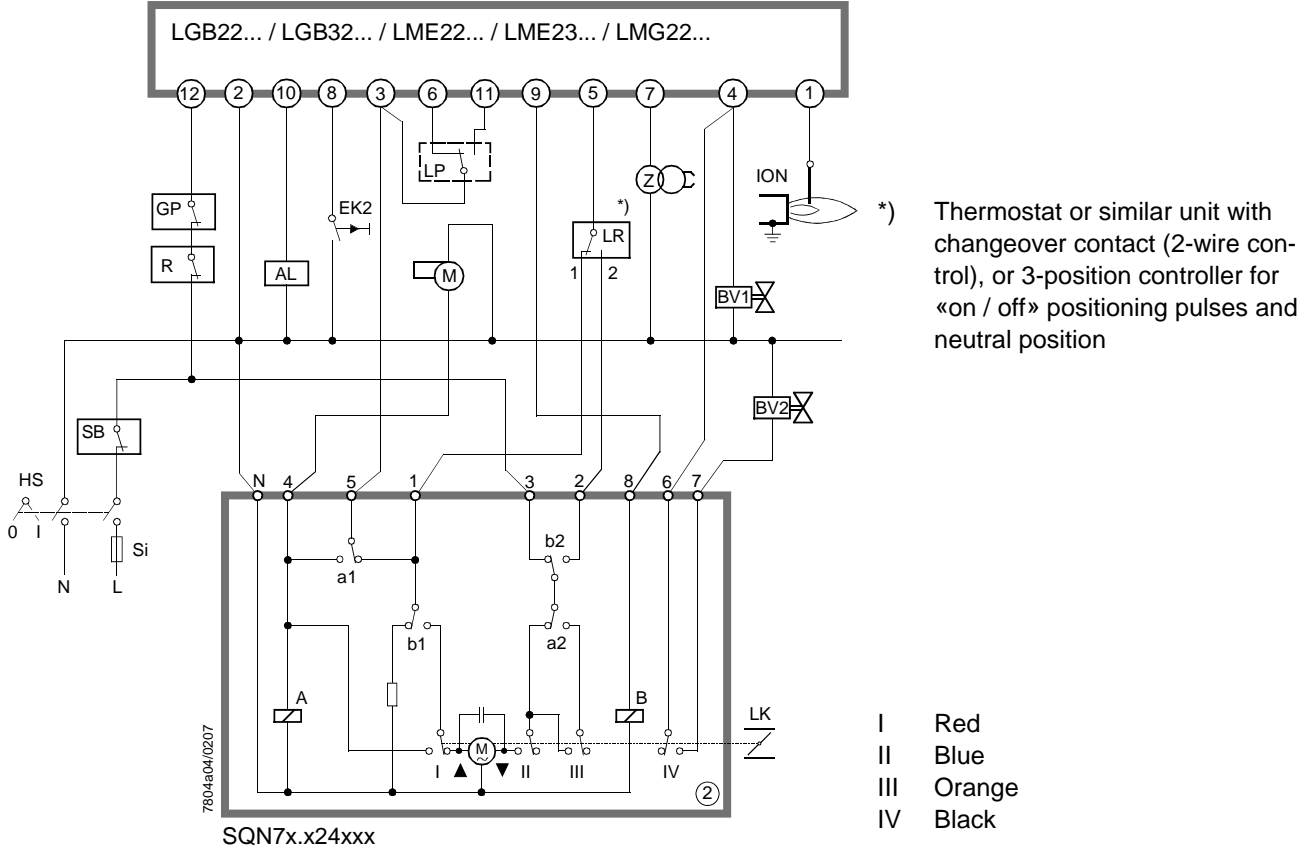 LGB22... / LGB32... / LME22... / LME23... / LMG22...
12 2 10 8 3 6 11 9 5 7 4 1
LP
ION
Z
GP
EK2
*)
LR
*) Thermostat or similar unit with
changeover contact (2-wire con-
trol), or 3-position controller for
«on / off» positioning pulses and
neutral position
R
AL
M
1 2
BV1
BV2
SB
HS
N 4 5 1 3 2 8 6 7
0 I
Si
N L
a1
b2
b1
a2
A
B
LK
M
~
I II III IV
2
7804a04/0207
I Red
II Blue
III Orange
IV Black
SQN7x.x24xxx